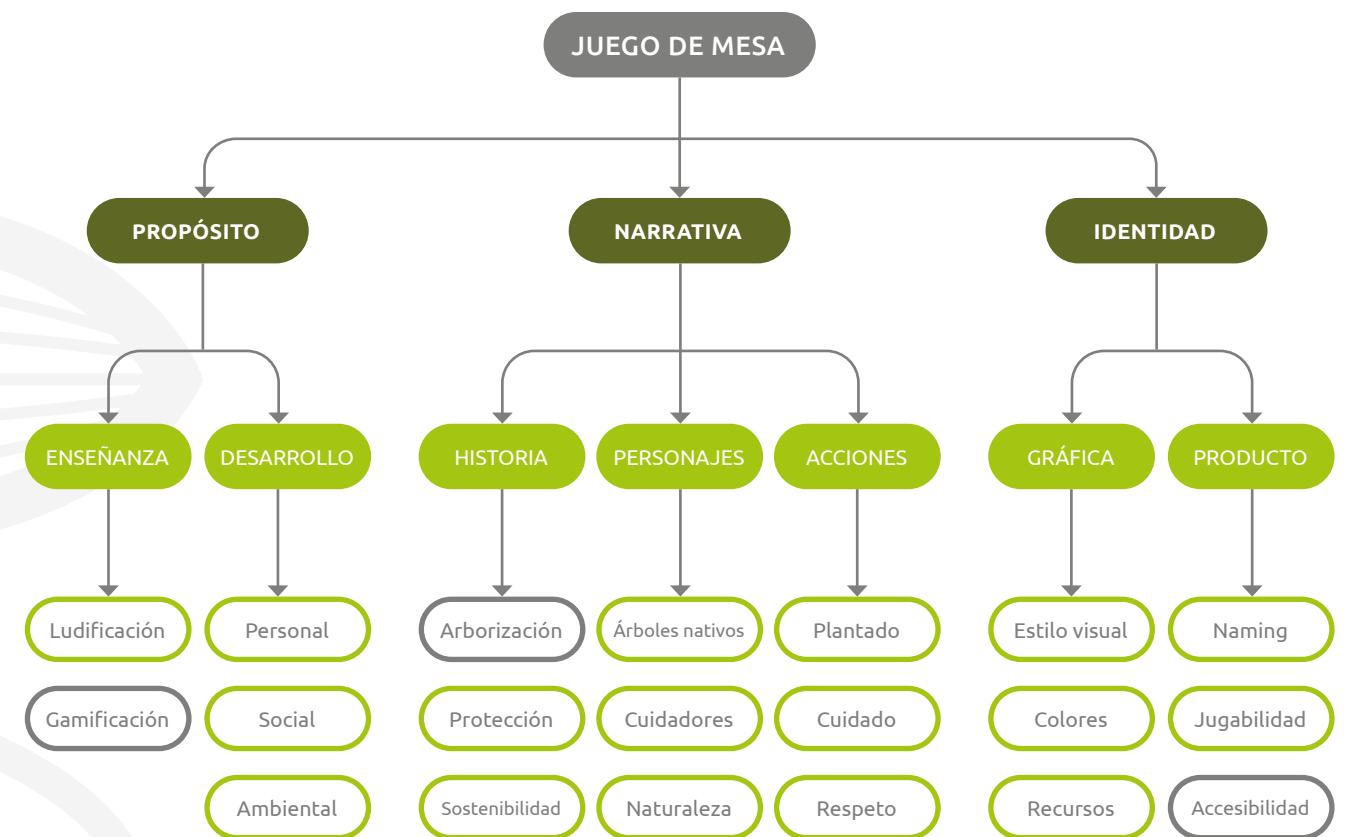 JUEGO DE MESA
PROPÓSITO
NARRATIVA
IDENTIDAD
ENSEÑANZA
DESARROLLO
HISTORIA
PERSONAJES
ACCIONES
GRÁFICA
PRODUCTO
Ludificación
Personal
Arborización
Árboles nativos
Plantado
Estilo visual
Naming
Gamificación
Social
Protección
Cuidadores
Cuidado
Colores
Jugabilidad
Ambiental
Sostenibilidad
Naturaleza
Respeto
Recursos
Accesibilidad